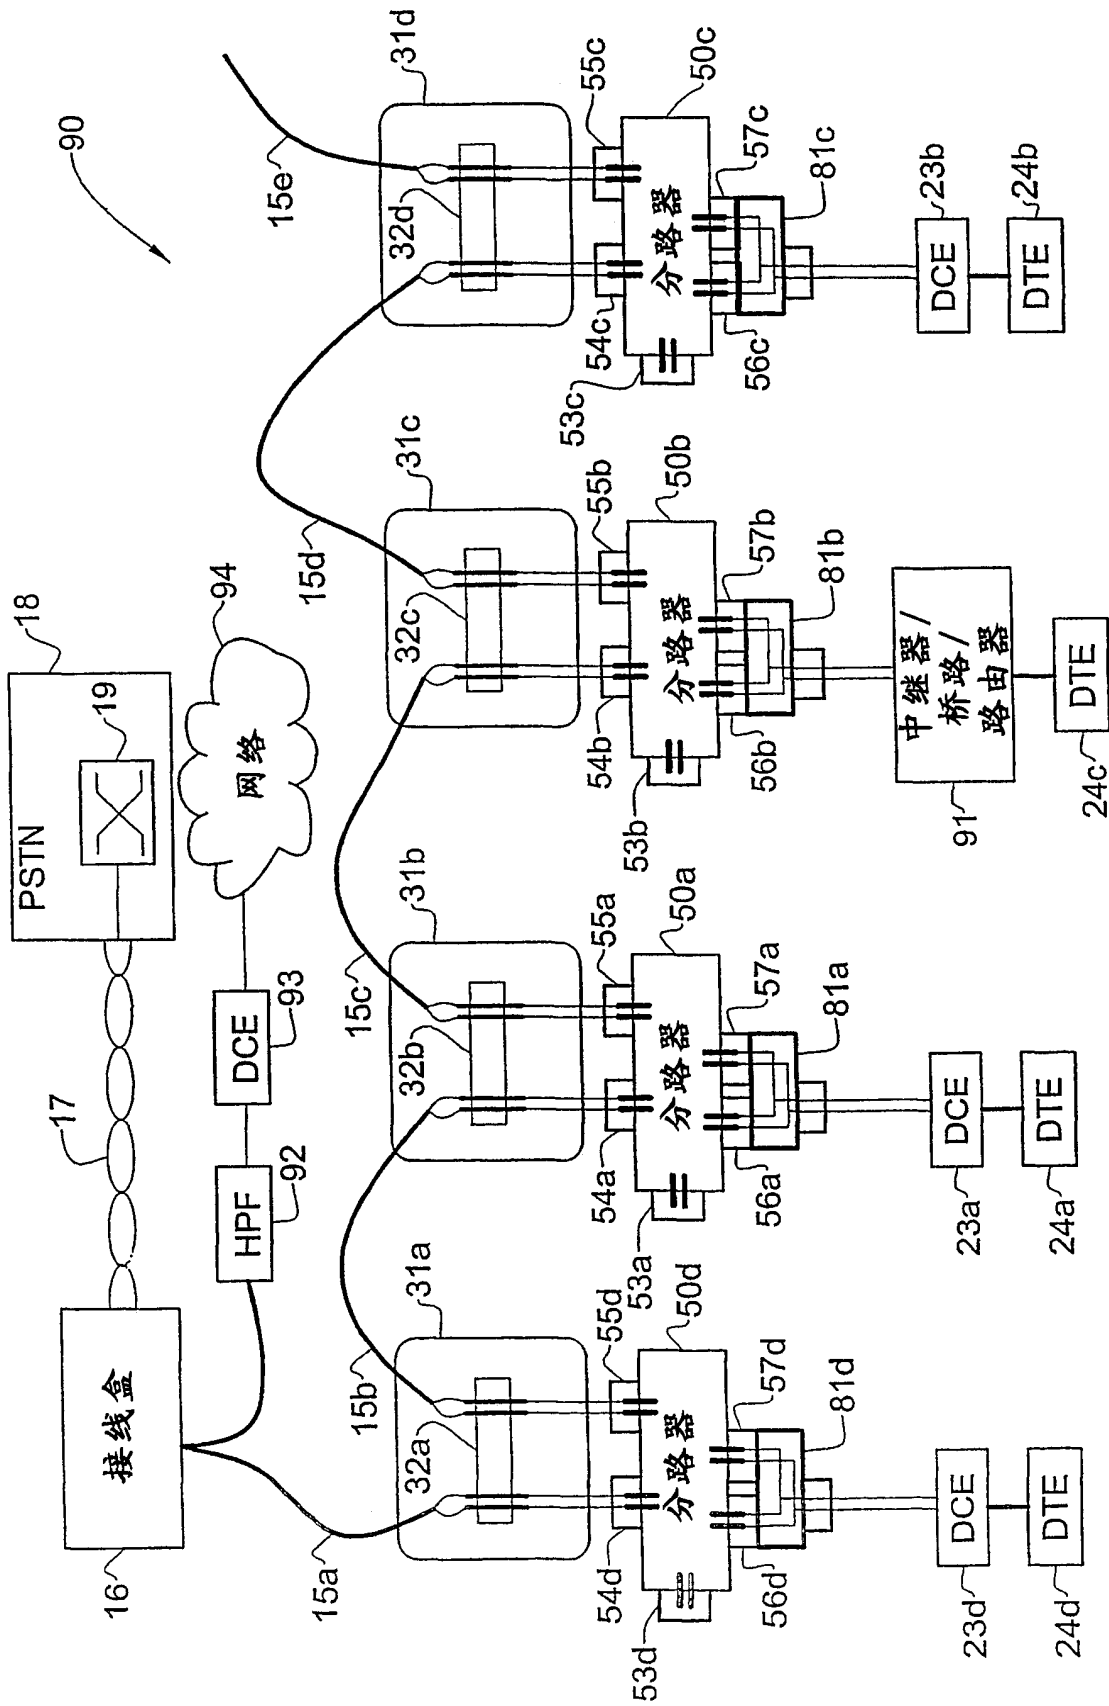 90
PSTN
18
19
17
接线盒
16
HPF
92
DCE
93
网络
94
15a
15b
15c
15d
15e
31a
32a
31b
32b
31c
32c
31d
32d
分路器
50d
53d
54d
55d
56d
57d
81d
DCE
23d
DTE
24d
分路器
50a
53a
54a
55a
56a
57a
81a
DCE
23a
DTE
24a
分路器
50b
53b
54b
55b
56b
57b
81b
中继器/
桥路/
路由器
91
DTE
24c
分路器
50c
53c
54c
55c
56c
57c
81c
DCE
23b
DTE
24b